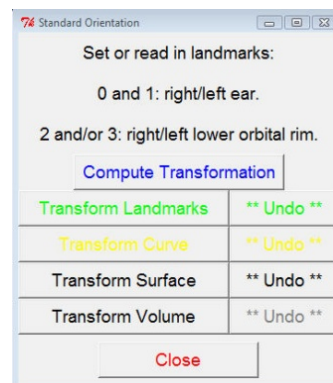 Standard Orientation
Set or read in landmarks:
0 and 1: right/left ear.
2 and/or 3: right/left lower orbital rim.
Compute Transformation
Transform Landmarks ** Undo **
Transform Curve ** Undo **
Transform Surface ** Undo **
Transform Volume ** Undo **
Close